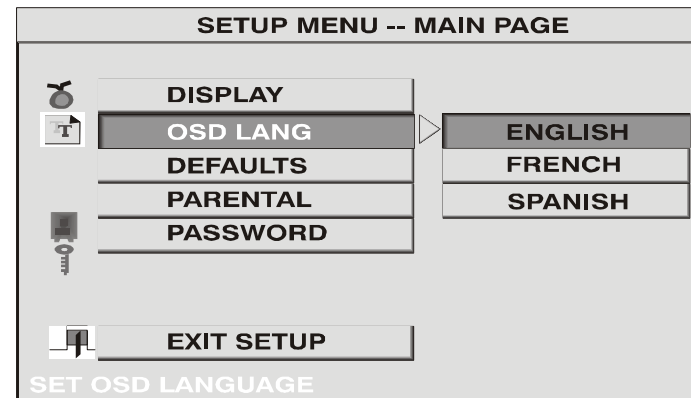 SETUP MENU -- MAIN PAGE
DISPLAY
OSD LANG
ENGLISH
DEFAULTS
FRENCH
PARENTAL
SPANISH
PASSWORD
EXIT SETUP
SET OSD LANGUAGE